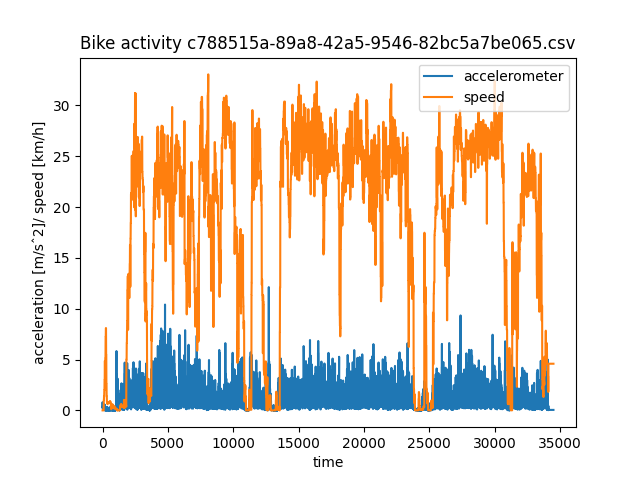 Bike activity c788515a-89a8-42a5-9546-82bc5a7be065.csv
accelerometer
speed
acceleration [m/s^2]/ speed [km/h]
30
25
20
15
10
5
0
0 5000 10000 15000 20000 25000 30000 35000
time